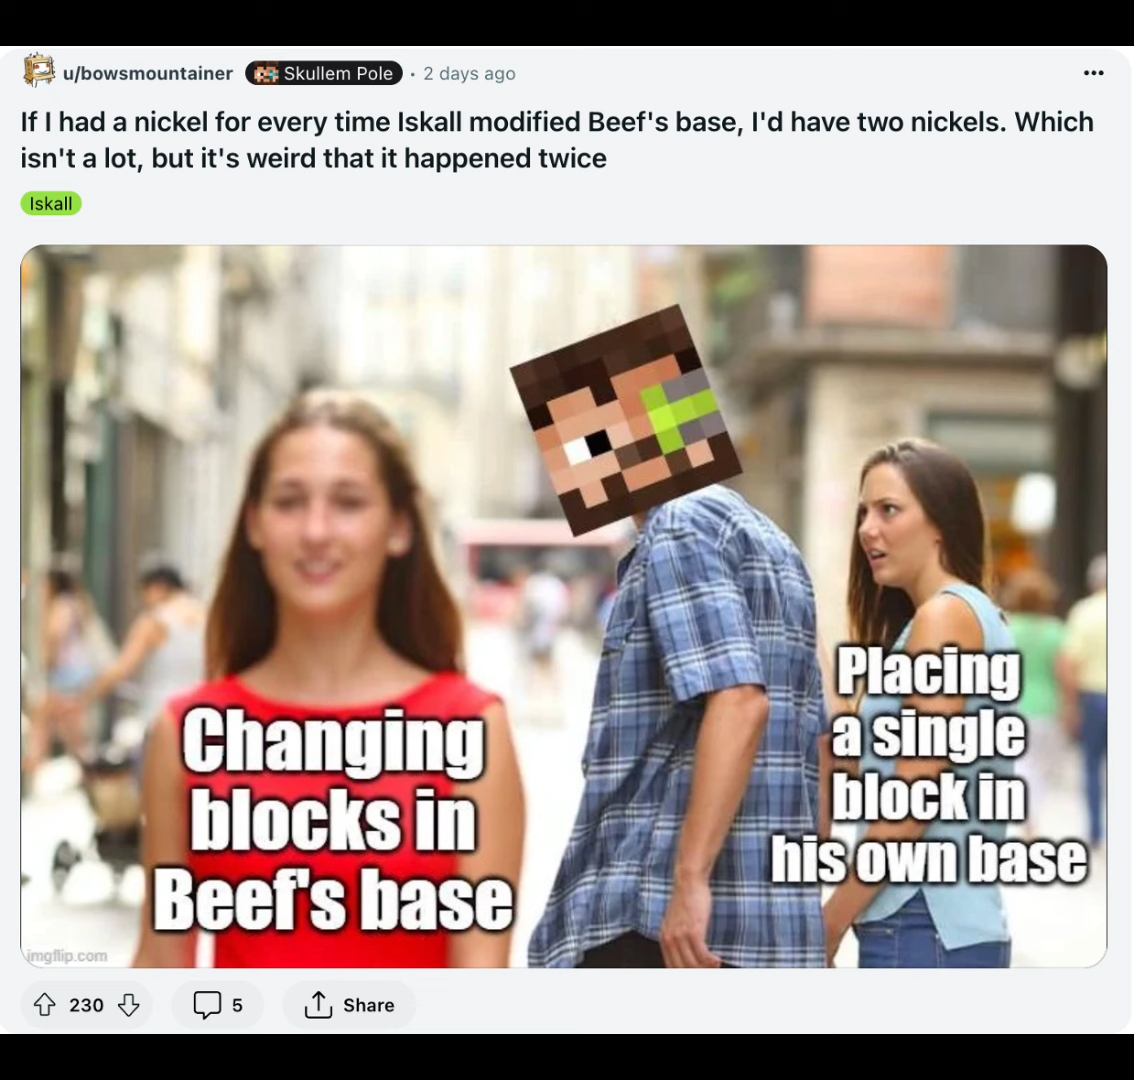 u/bowsmountainer Skullem Pole • 2 days ago
If I had a nickel for every time Iskall modified Beef's base, I'd have two nickels. Which
isn't a lot, but it's weird that it happened twice
Iskall
Changing
blocks in
Beef's base
Placing
a single
block in
his own base
imgflip.com
230 5 Share